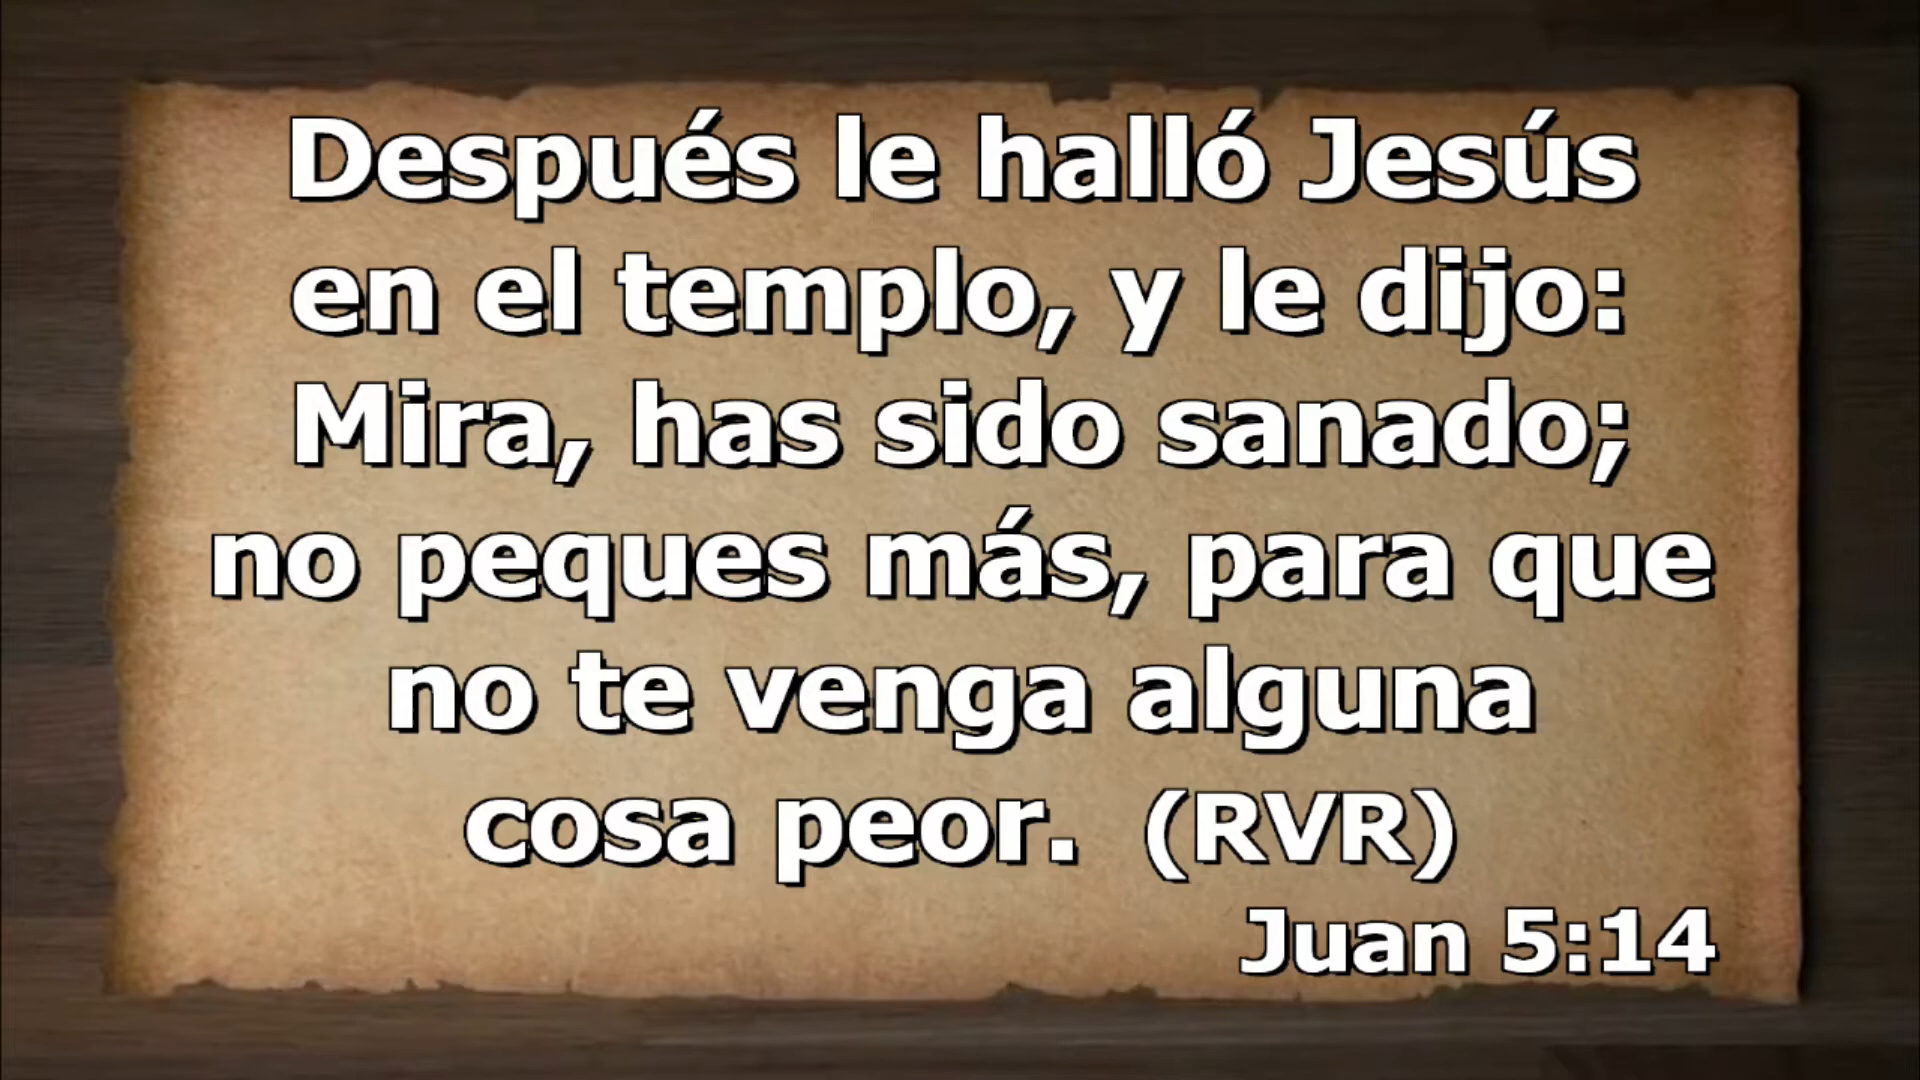 Después le halló Jesús
en el templo, y le dijo:
Mira, has sido sanado;
no peques más, para que
no te venga alguna
cosa peor.  (RVR)
Juan 5:14